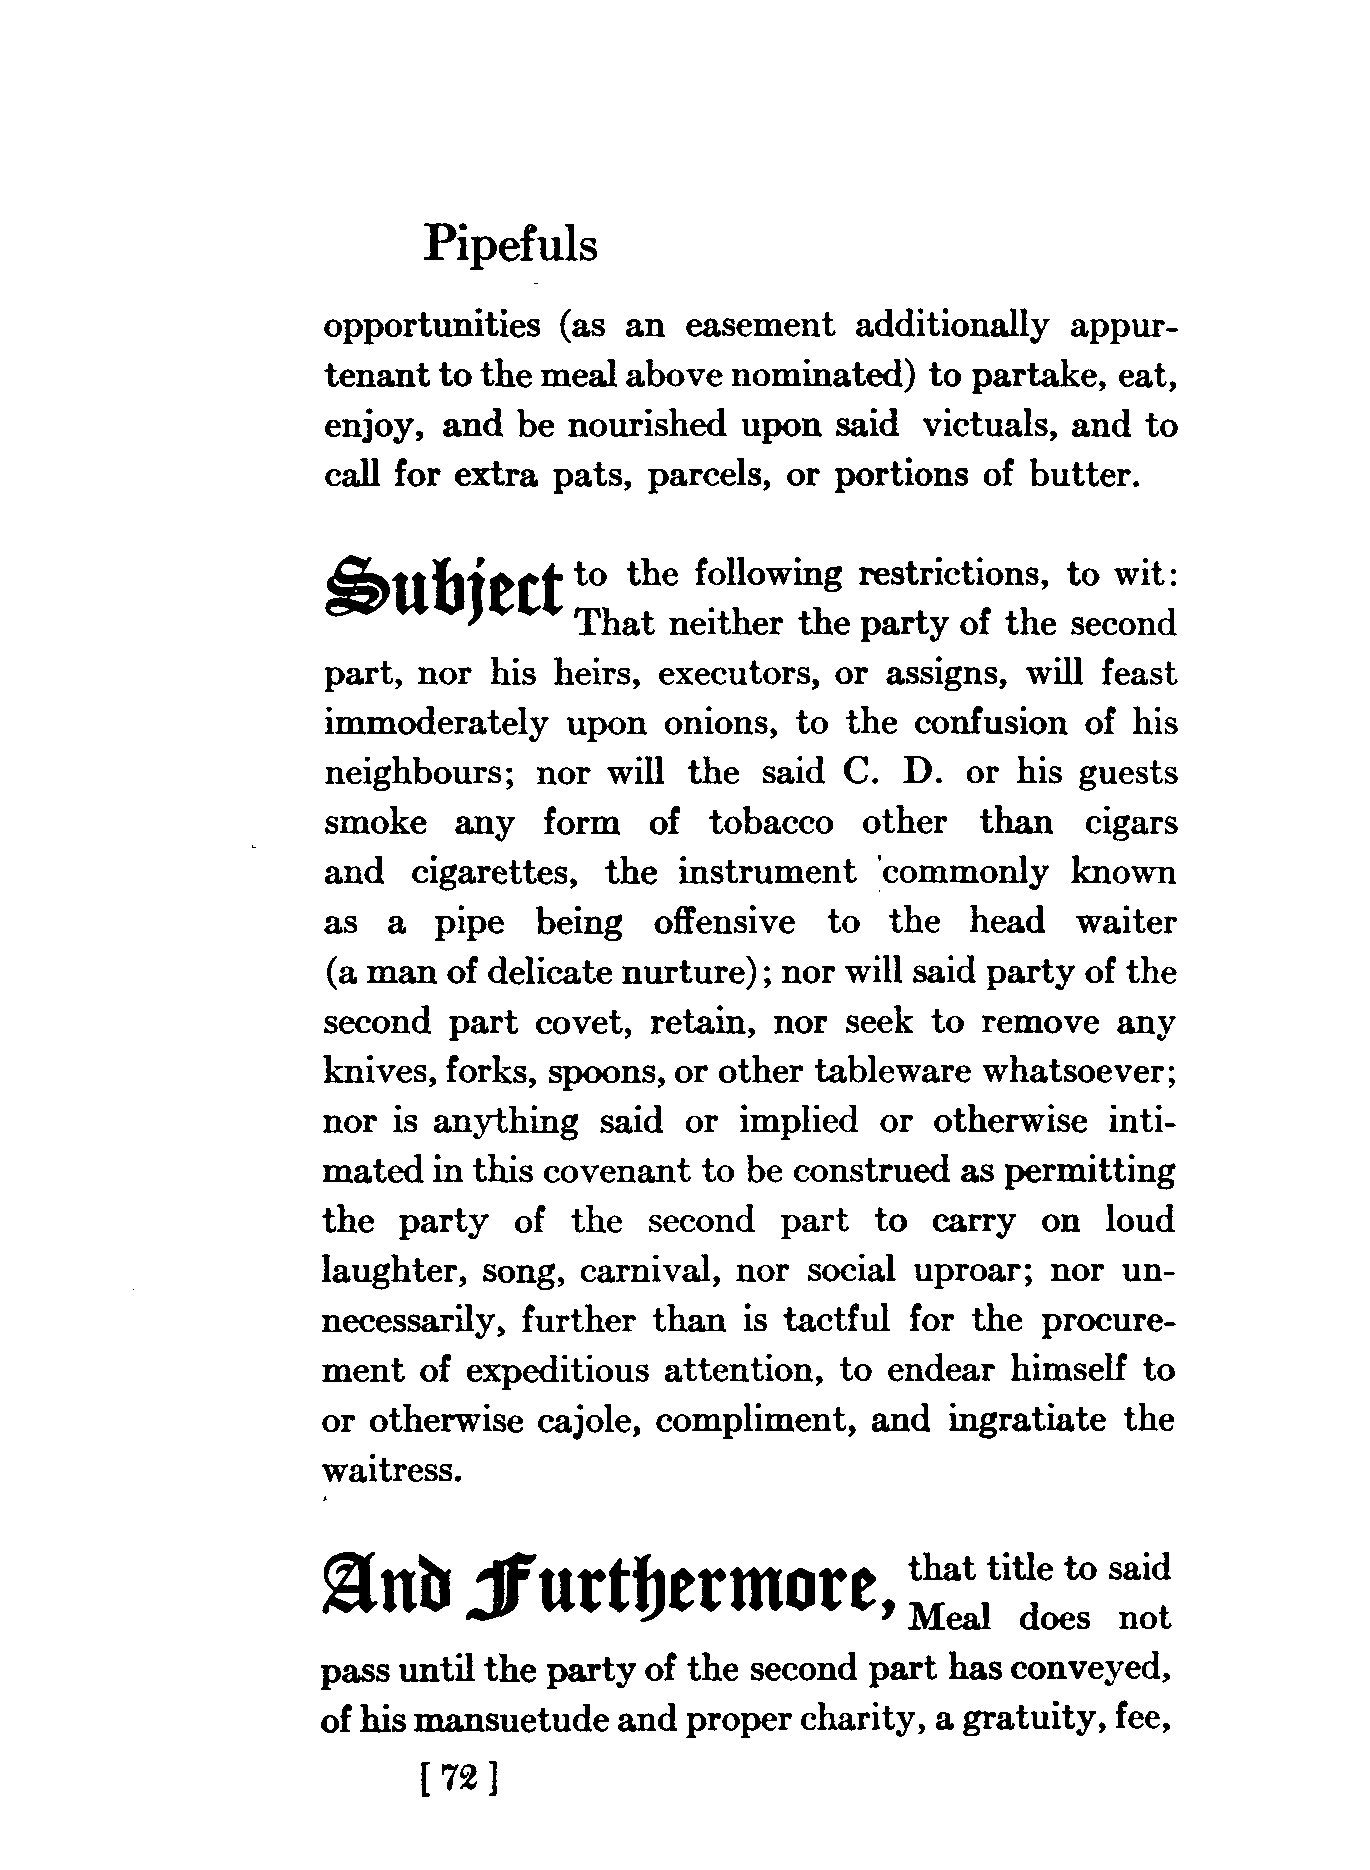 Pipefuls
opportunities (as an easement additionally appur-
tenant to the meal above nominated) to partake, eat,
enjoy, and be nourished upon said victuals, and to
call for extra pats, parcels, or portions of butter.
Subject to the following restrictions, to wit:
That neither the party of the second
part, nor his heirs, executors, or assigns, will feast
immoderately upon onions, to the confusion of his
neighbours; nor will the said C. D. or his guests
smoke any form of tobacco other than cigars
and cigarettes, the instrument commonly known
as a pipe being offensive to the head waiter
(a man of delicate nurture); nor will said party of the
second part covet, retain, nor seek to remove any
knives, forks, spoons, or other tableware whatsoever;
nor is anything said or implied or otherwise inti-
mated in this covenant to be construed as permitting
the party of the second part to carry on loud
laughter, song, carnival, nor social uproar; nor un-
necessarily, further than is tactful for the procure-
ment of expeditious attention, to endear himself to
or otherwise cajole, compliment, and ingratiate the
waitress.
And Furthermore, that title to said
Meal does not
pass until the party of the second part has conveyed,
of his mansuetude and proper charity, a gratuity, fee,
[ 72 ]